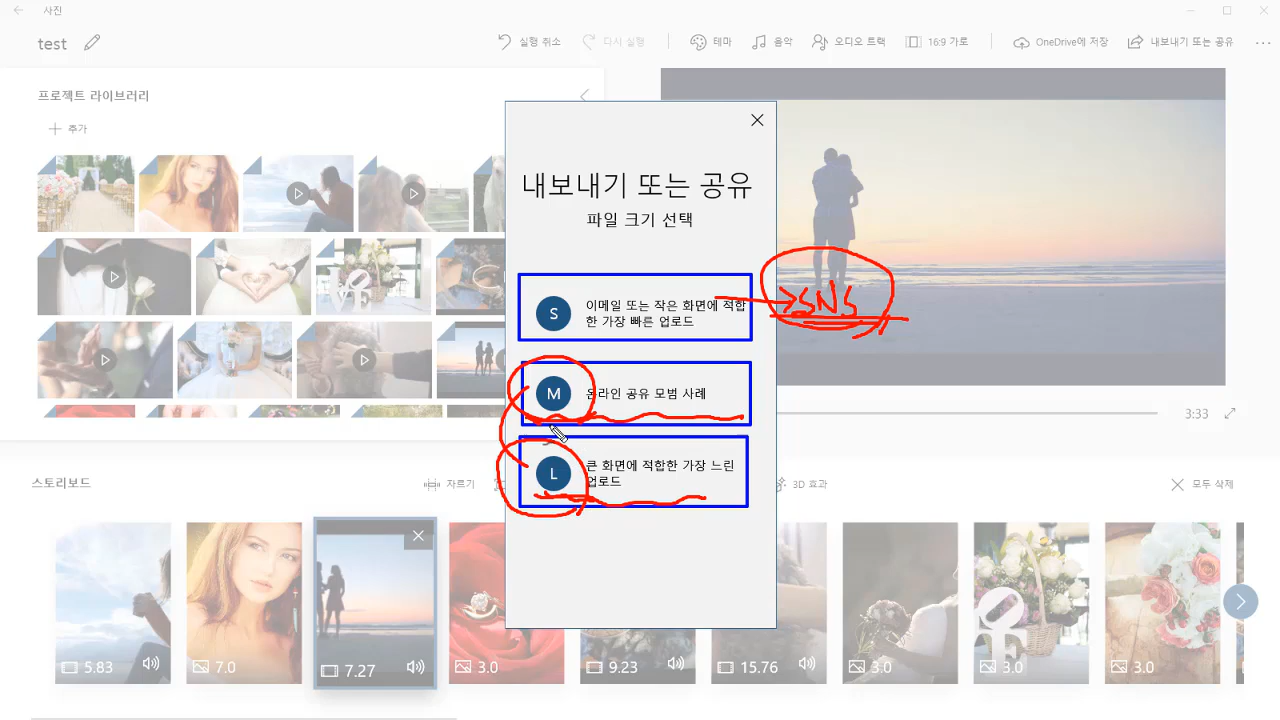 사진
test
실행 취소
다시 실행
테마
음악
오디오 트랙
16:9 가로
OneDrive에 저장
내보내기 또는 공유
프로젝트 라이브러리
추가
내보내기 또는 공유
파일 크기 선택
S
이메일 또는 작은 화면에 적합
한 가장 빠른 업로드
SNS
M
온라인 공유 모범 사례
L
큰 화면에 적합한 가장 느린
업로드
3:33
스토리보드
자르기
3D 효과
모두 삭제
5.83
7.0
7.27
3.0
9.23
15.76
3.0
3.0
3.0